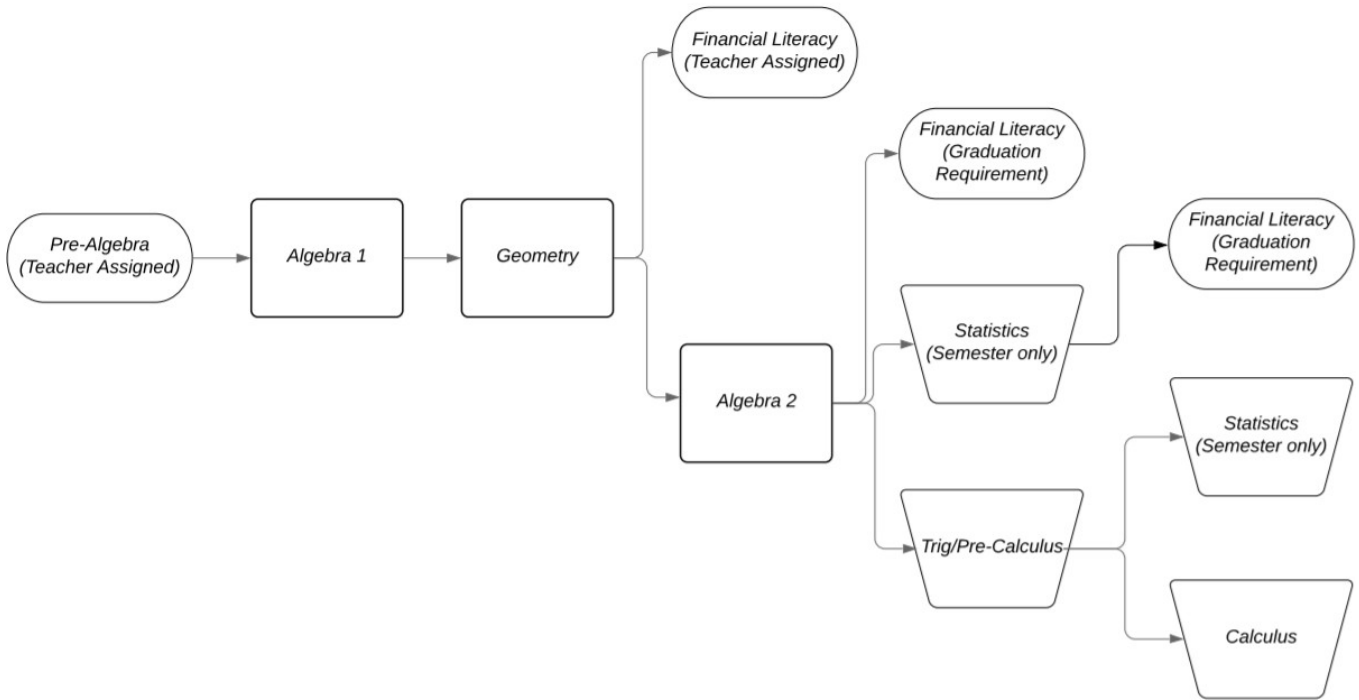 Financial Literacy
(Teacher Assigned)
Financial Literacy
(Graduation
Requirement)
Financial Literacy
(Graduation
Requirement)
Pre-Algebra
(Teacher Assigned)
Algebra 1
Geometry
Statistics
(Semester only)
Algebra 2
Statistics
(Semester only)
Trig/Pre-Calculus
Calculus